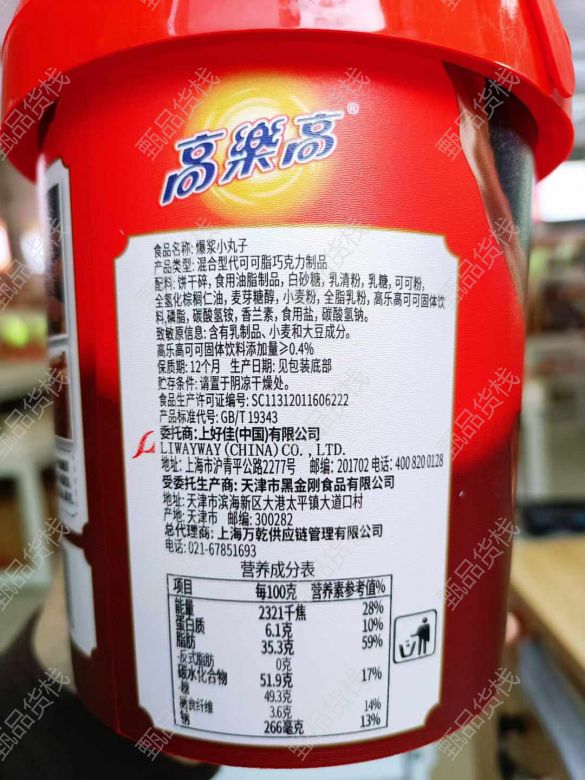 高樂高®
食品名称: 爆浆小丸子
产品类型: 混合型代可可脂巧克力制品
配料: 饼干碎, 食用油脂制品, 白砂糖, 乳清粉, 乳糖, 可可粉,
全氢化棕榈仁油, 麦芽糖醇, 小麦粉, 全脂乳粉, 高乐高可可固体饮
料,磷脂, 碳酸氢铵, 香兰素, 食用盐, 碳酸氢钠。
致敏原信息: 含有乳制品、小麦和大豆成分。
高乐高可可固体饮料添加量≥0.4%
保质期: 12个月 生产日期: 见包装底部
贮存条件: 请置于阴凉干燥处。
食品生产许可证编号: SC11312011606222
产品标准代号: GB/T 19343
委托商: 上好佳(中国)有限公司
LIWAYWAY (CHINA) CO., LTD.
地址: 上海市沪青平公路2277号 邮编: 201702 电话: 400 820 0128
受委托生产商: 天津市黑金刚食品有限公司
地址: 天津市滨海新区大港太平镇大道口村
产地: 天津市 邮编: 300282
总代理商: 上海万乾供应链管理有限公司
电话: 021-67851693
营养成分表
项目 每100克 营养素参考值%
能量 2321千焦 28%
蛋白质 6.1克 10%
脂肪 35.3克 59%
-反式脂肪 0克
碳水化合物 51.9克 17%
-糖 49.3克
膳食纤维 3.6克 14%
钠 266毫克 13%
甄品货栈